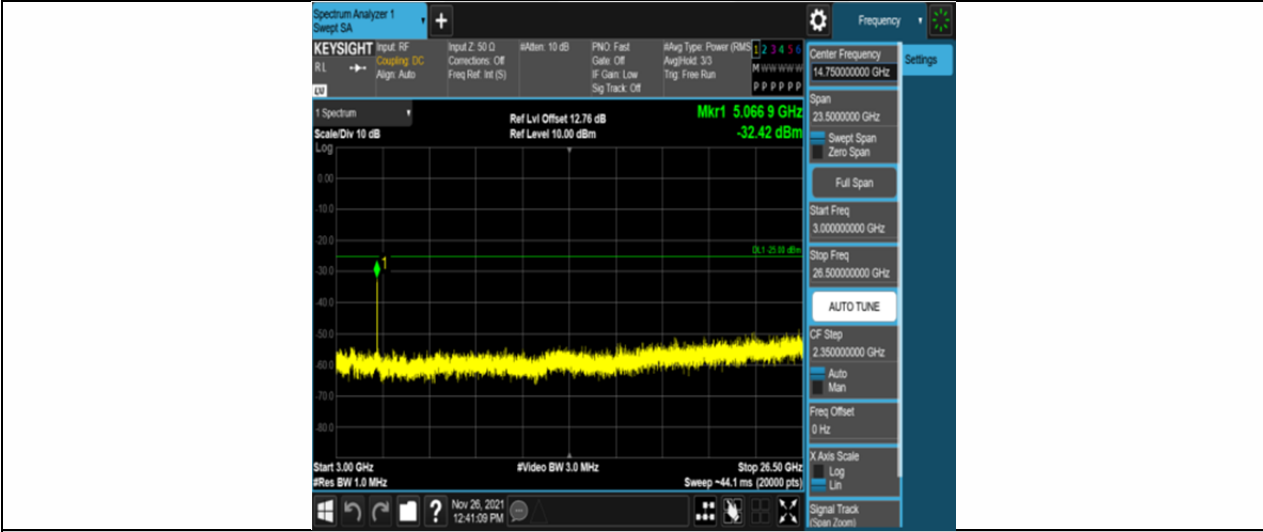 Spectrum Analyzer 1
Swept SA
+
Frequency
KEYSIGHT
RL
LV
Input: RF
Coupling: DC
Align: Auto
Input Z: 50 Ω
Corrections: Off
Freq Ref: Int (S)
#Atten: 10 dB
PNO: Fast
Gate: Off
IF Gain: Low
Sig Track: Off
#Avg Type: Power (RMS
Avg|Hold: 3/3
Trig: Free Run
1 2 3 4 5 6
M W W W W W
P P P P P P
Center Frequency
14.750000000 GHz
Settings
1 Spectrum
Scale/Div 10 dB
Ref Lvl Offset 12.76 dB
Ref Level 10.00 dBm
Mkr1 5.066 9 GHz
-32.42 dBm
Log
0.00
-10.0
-20.0
-30.0
-40.0
-50.0
-60.0
-70.0
-80.0
DL1 -25.00 dBm
1
Start 3.00 GHz
#Res BW 1.0 MHz
#Video BW 3.0 MHz
Stop 26.50 GHz
Sweep ~44.1 ms (20000 pts)
Span
23.5000000 GHz
Swept Span
Zero Span
Full Span
Start Freq
3.000000000 GHz
Stop Freq
26.500000000 GHz
AUTO TUNE
CF Step
2.350000000 GHz
Auto
Man
Freq Offset
0 Hz
X Axis Scale
Log
Lin
Signal Track
(Span Zoom)
?
Nov 26, 2021
12:41:09 PM